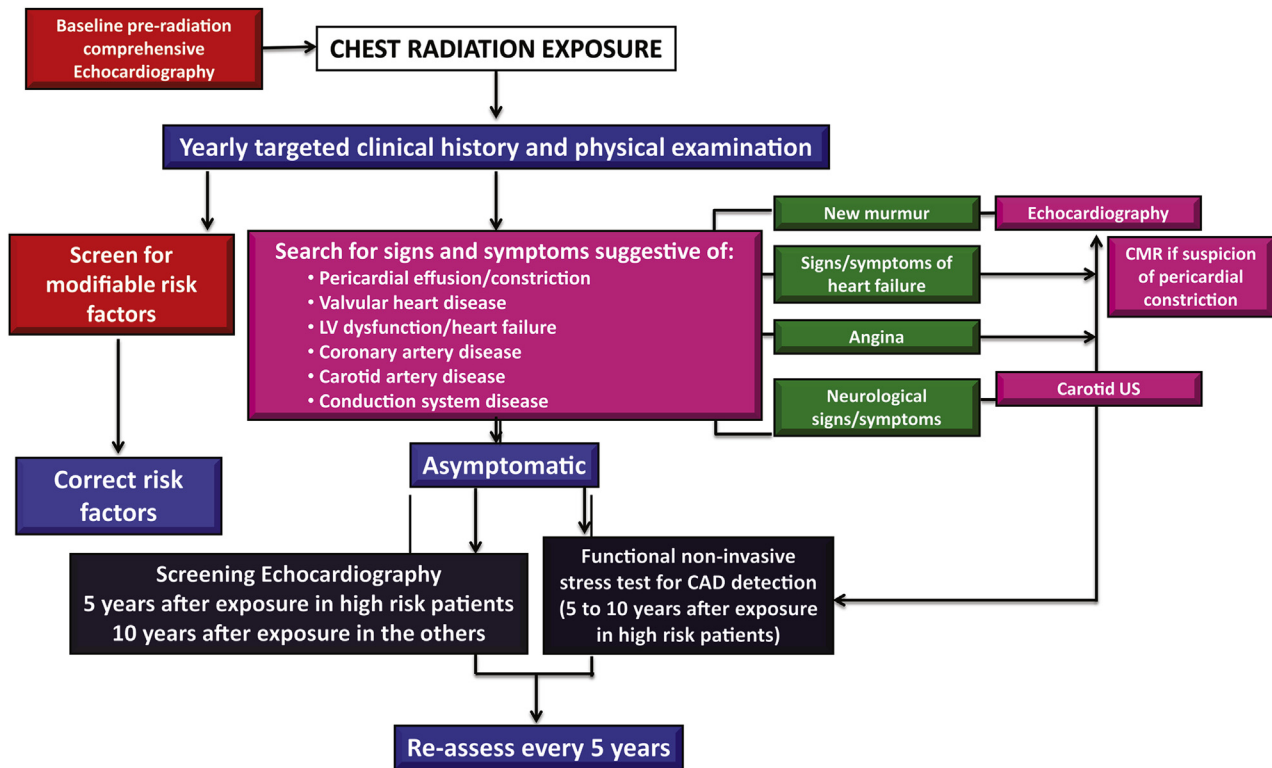 Baseline pre-radiation
comprehensive
Echocardiography
CHEST RADIATION EXPOSURE
Yearly targeted clinical history and physical examination
Screen for
modifiable risk
factors
Correct risk
factors
Search for signs and symptoms suggestive of:
• Pericardial effusion/constriction
• Valvular heart disease
• LV dysfunction/heart failure
• Coronary artery disease
• Carotid artery disease
• Conduction system disease
New murmur
Echocardiography
Signs/symptoms of
heart failure
CMR if suspicion
of pericardial
constriction
Angina
Neurological
signs/symptoms
Carotid US
Asymptomatic
Screening Echocardiography
5 years after exposure in high risk patients
10 years after exposure in the others
Functional non-invasive
stress test for CAD detection
(5 to 10 years after exposure
in high risk patients)
Re-assess every 5 years